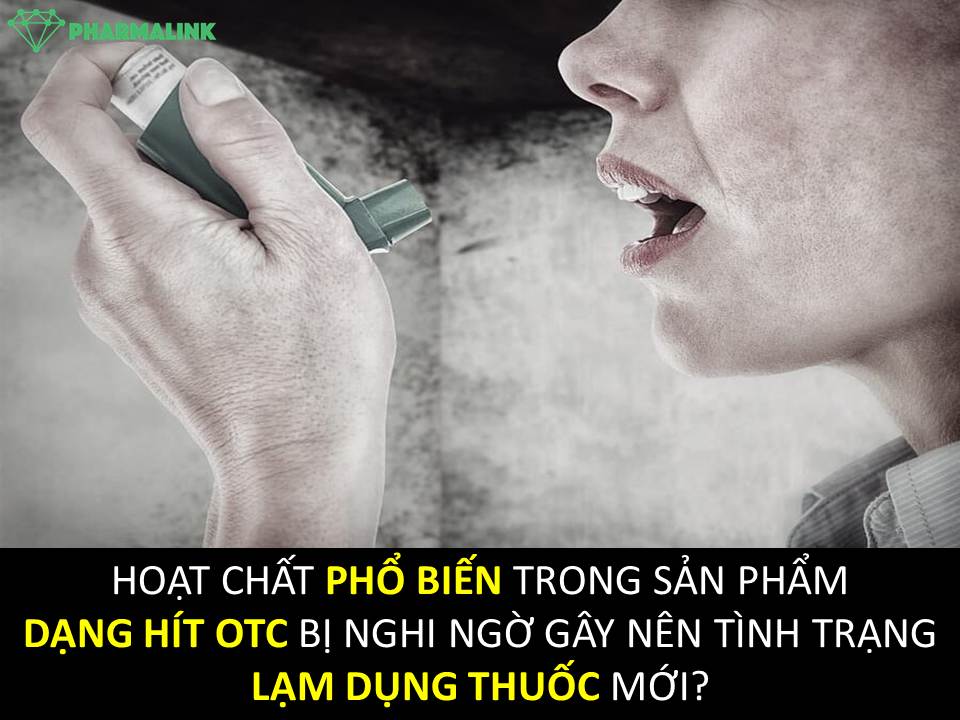 PHARMALINK
HOẠT CHẤT PHỔ BIẾN TRONG SẢN PHẨM
DẠNG HÍT OTC BỊ NGHI NGỜ GÂY NÊN TÌNH TRẠNG
LẠM DỤNG THUỐC MỚI?